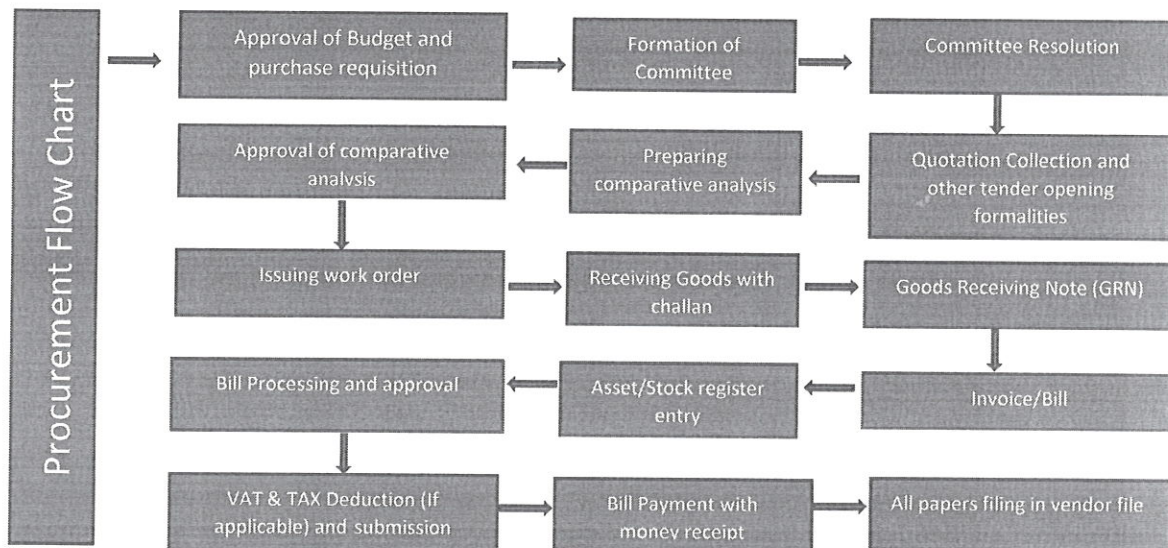 Procurement Flow Chart
Approval of Budget and
purchase requisition
Formation of
Committee
Committee Resolution
Quotation Collection and
other tender opening
formalities
Preparing
comparative analysis
Approval of comparative
analysis
Issuing work order
Receiving Goods with
challan
Goods Receiving Note (GRN)
Invoice/Bill
Asset/Stock register
entry
Bill Processing and approval
VAT & TAX Deduction (If
applicable) and submission
Bill Payment with
money receipt
All papers filing in vendor file